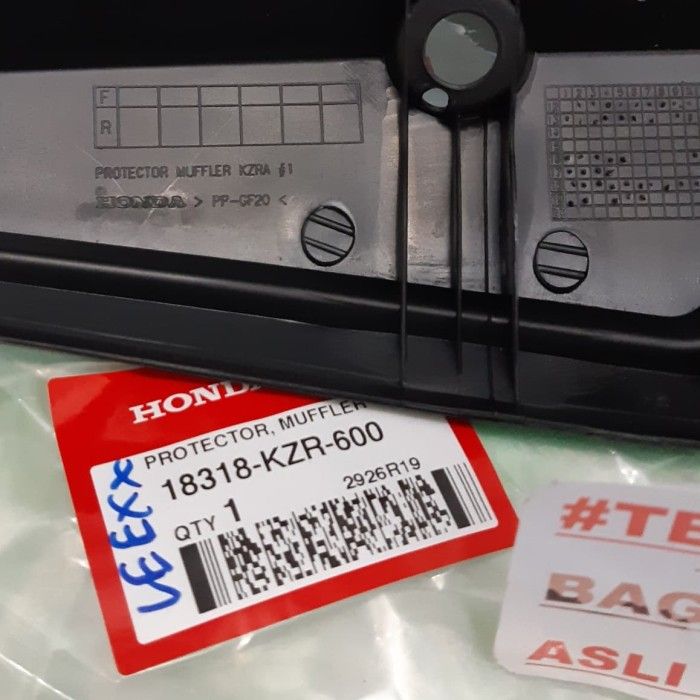 F
R
PROTECTOR MUFFLER KZRA #1
HONDA > PP-GF20 <
HOND
PROTECTOR, MUFFLER
18318-KZR-600
2926R19
QTY 1
VEEXX
#TE
BAG
ASLI